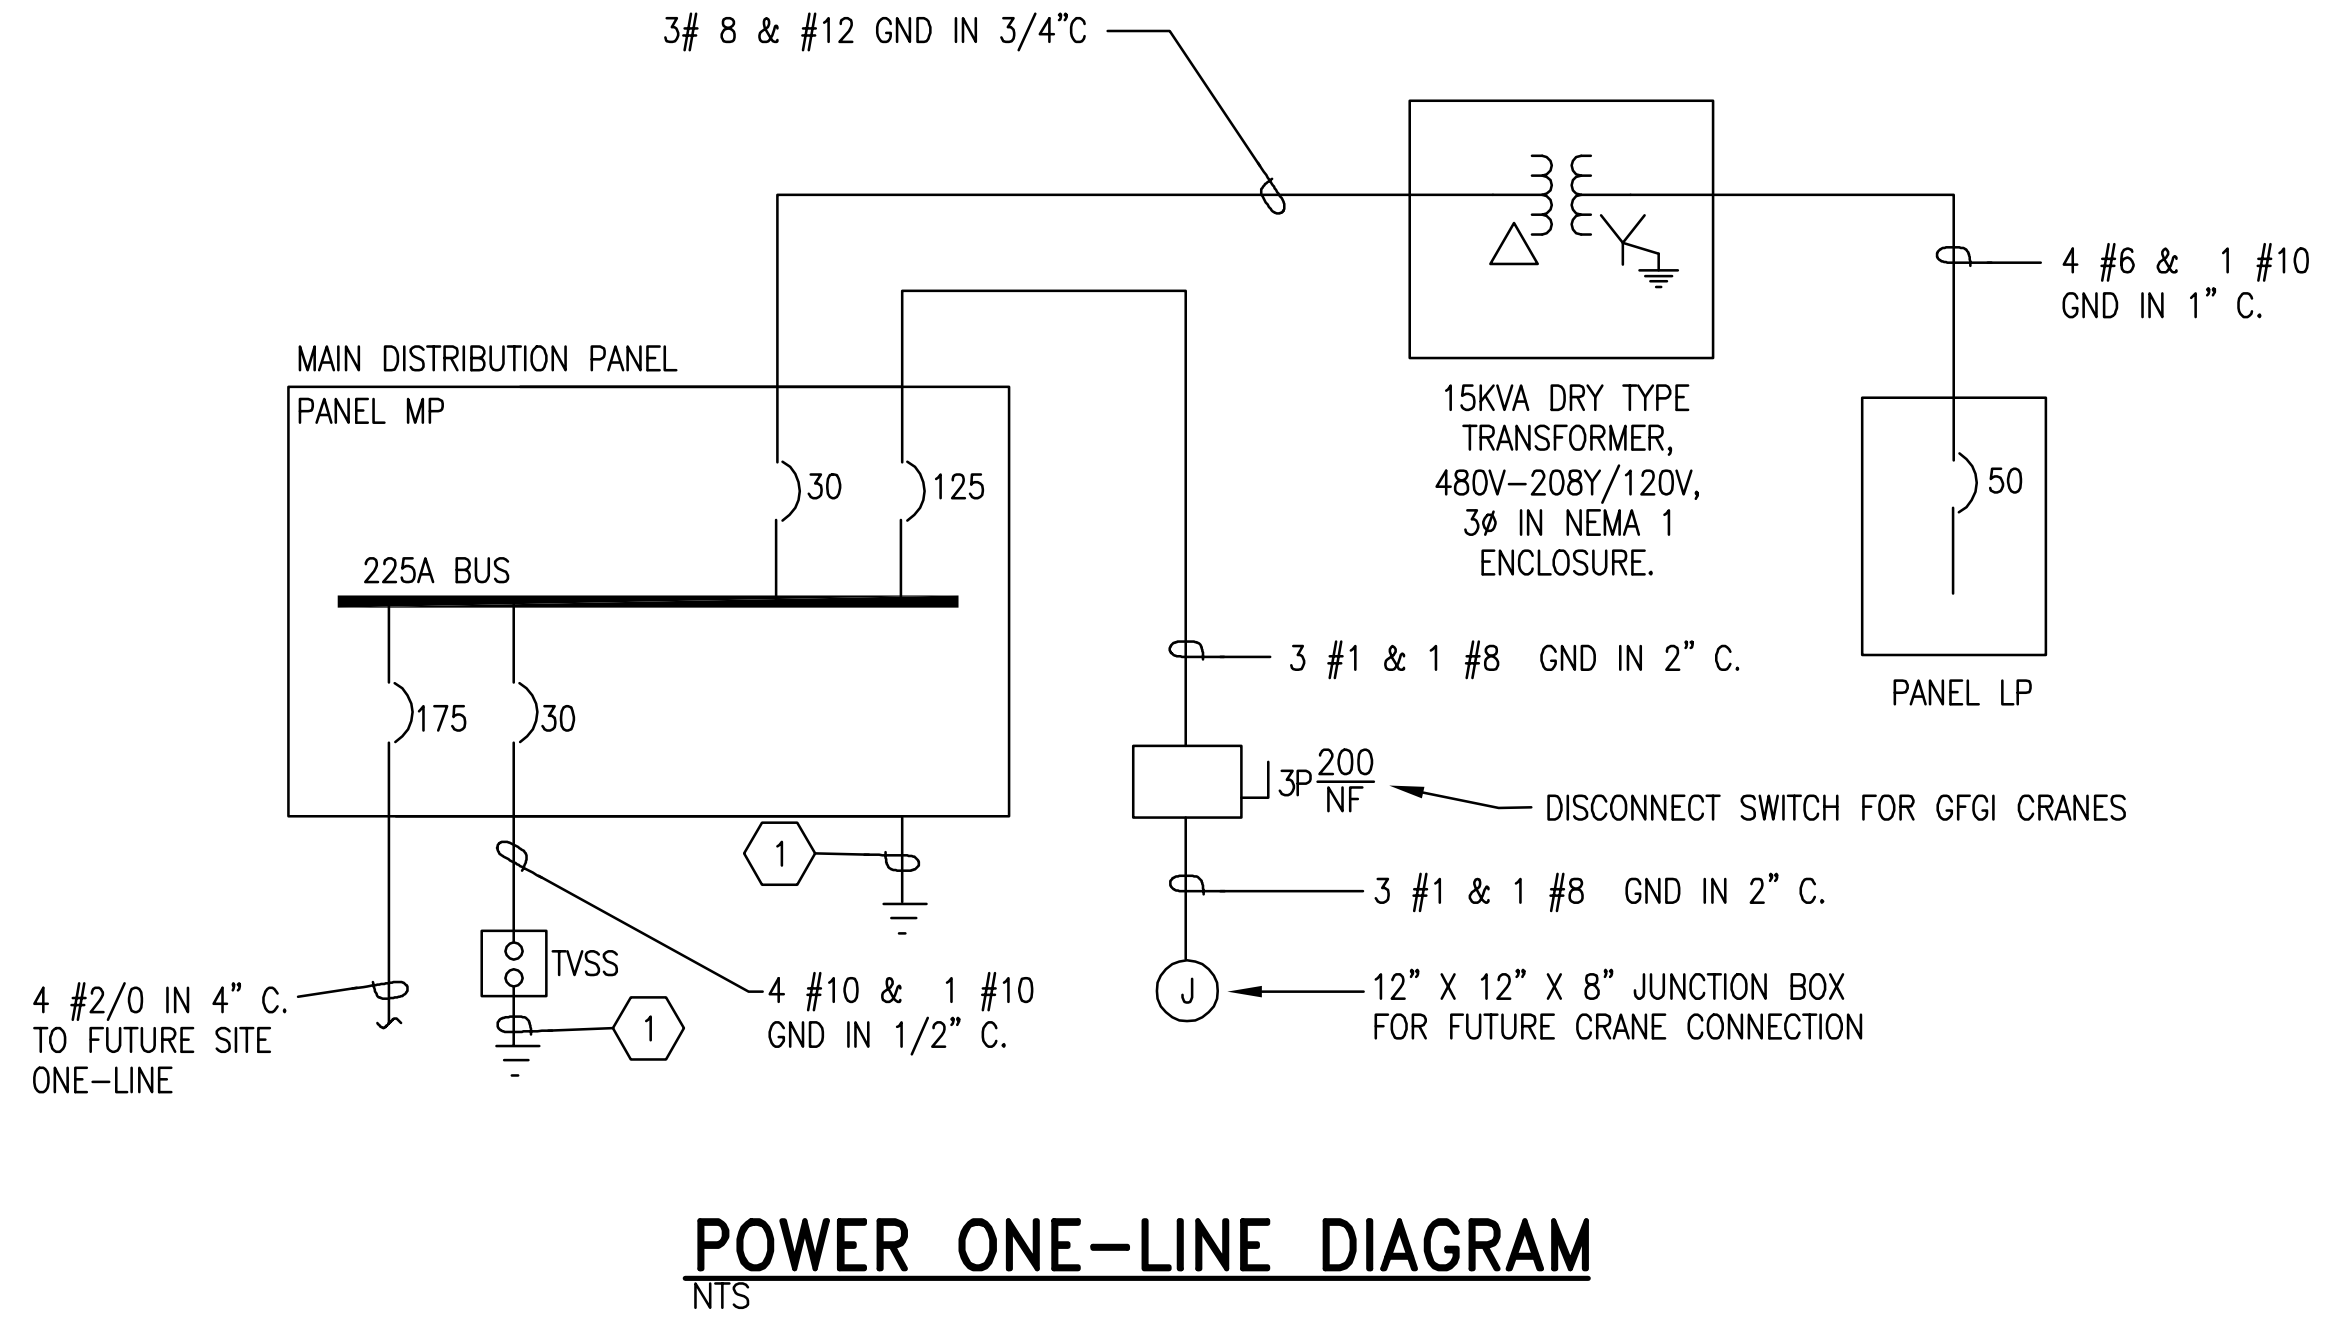 3# 8 & #12 GND IN 3/4"C
4 #6 & 1 #10
GND IN 1" C.
MAIN DISTRIBUTION PANEL
PANEL MP
30
125
225A BUS
175
30
15KVA DRY TYPE
TRANSFORMER,
480V-208Y/120V,
3ø IN NEMA 1
ENCLOSURE.
50
PANEL LP
3 #1 & 1 #8 GND IN 2" C.
3P 200
NF
DISCONNECT SWITCH FOR GFGI CRANES
1
3 #1 & 1 #8 GND IN 2" C.
TVSS
4 #2/0 IN 4" C.
TO FUTURE SITE
ONE-LINE
1
4 #10 & 1 #10
GND IN 1/2" C.
J
12" X 12" X 8" JUNCTION BOX
FOR FUTURE CRANE CONNECTION
POWER ONE-LINE DIAGRAM
NTS